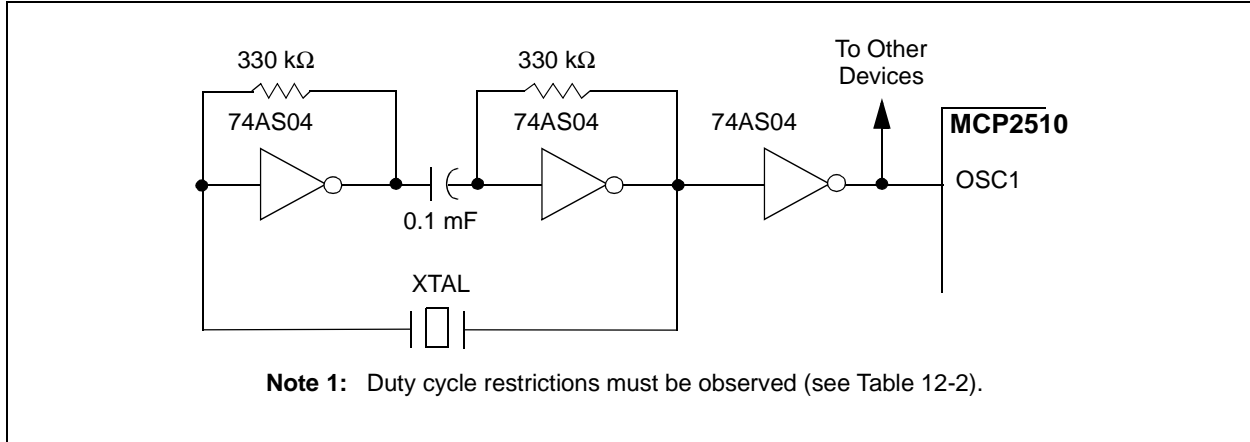 330 kΩ
330 kΩ
To Other
Devices
74AS04
74AS04
74AS04
MCP2510
OSC1
0.1 mF
XTAL
Note 1: Duty cycle restrictions must be observed (see Table 12-2).